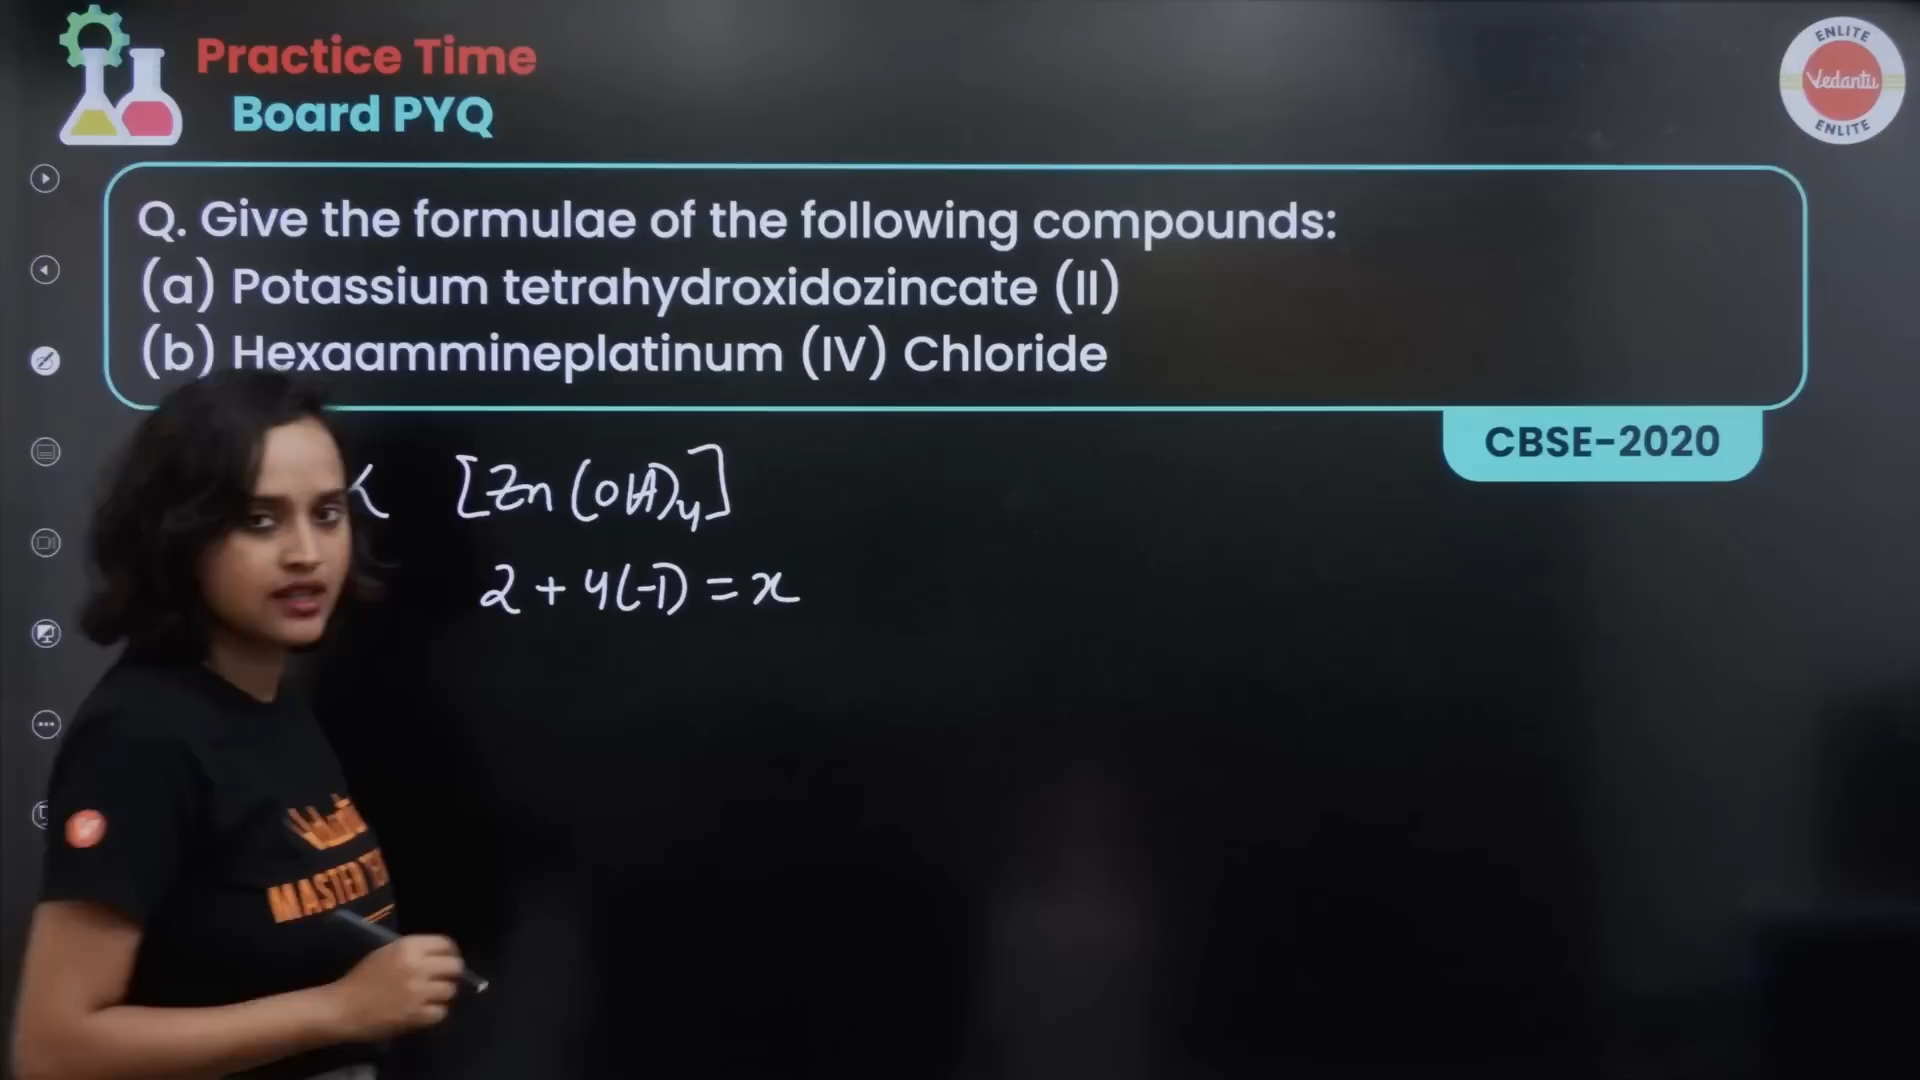 Practice Time
Board PYQ
ENLITE
Vedantu
ENLITE
Q. Give the formulae of the following compounds:
(a) Potassium tetrahydroxidozincate (II)
(b) Hexaammineplatinum (IV) Chloride
CBSE-2020
K [Zn(OH)₄]
2 + 4(-1) = x
MASTER